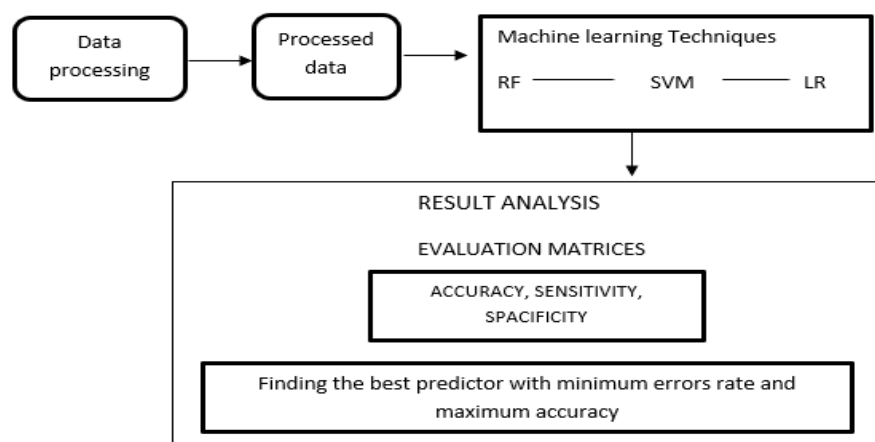 Data
processing
Processed
data
Machine learning Techniques
RF SVM LR
RESULT ANALYSIS
EVALUATION MATRICES
ACCURACY, SENSITIVITY,
SPACIFICITY
Finding the best predictor with minimum errors rate and
maximum accuracy